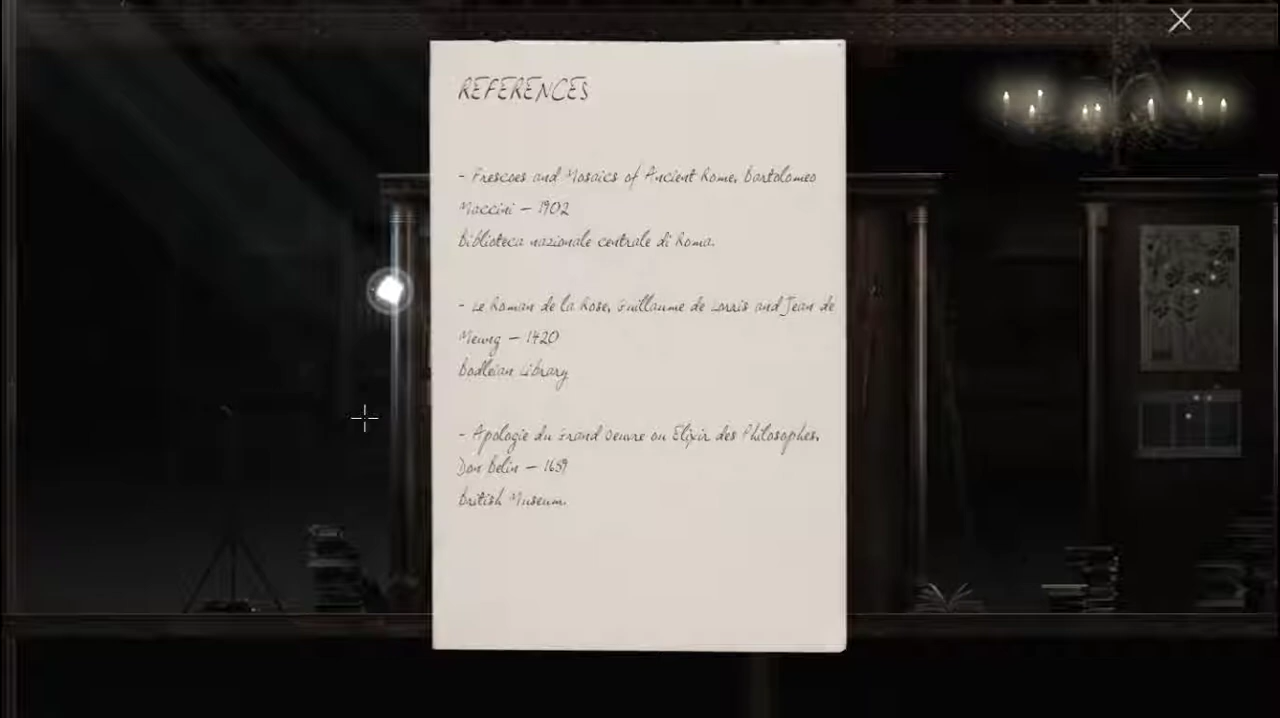 REFERENCES
- Frescoes and Mosaics of Ancient Rome, Bartolomeo
Maccini – 1902
Biblioteca nazionale centrale di Roma.
- Le Roman de la Rose, Guillaume de Lorris and Jean de
Meung – 1420
Bodleian Library
- Apologie du Grand Oeuvre ou Elixir des Philosophes,
Don Belin – 1659
British Museum.